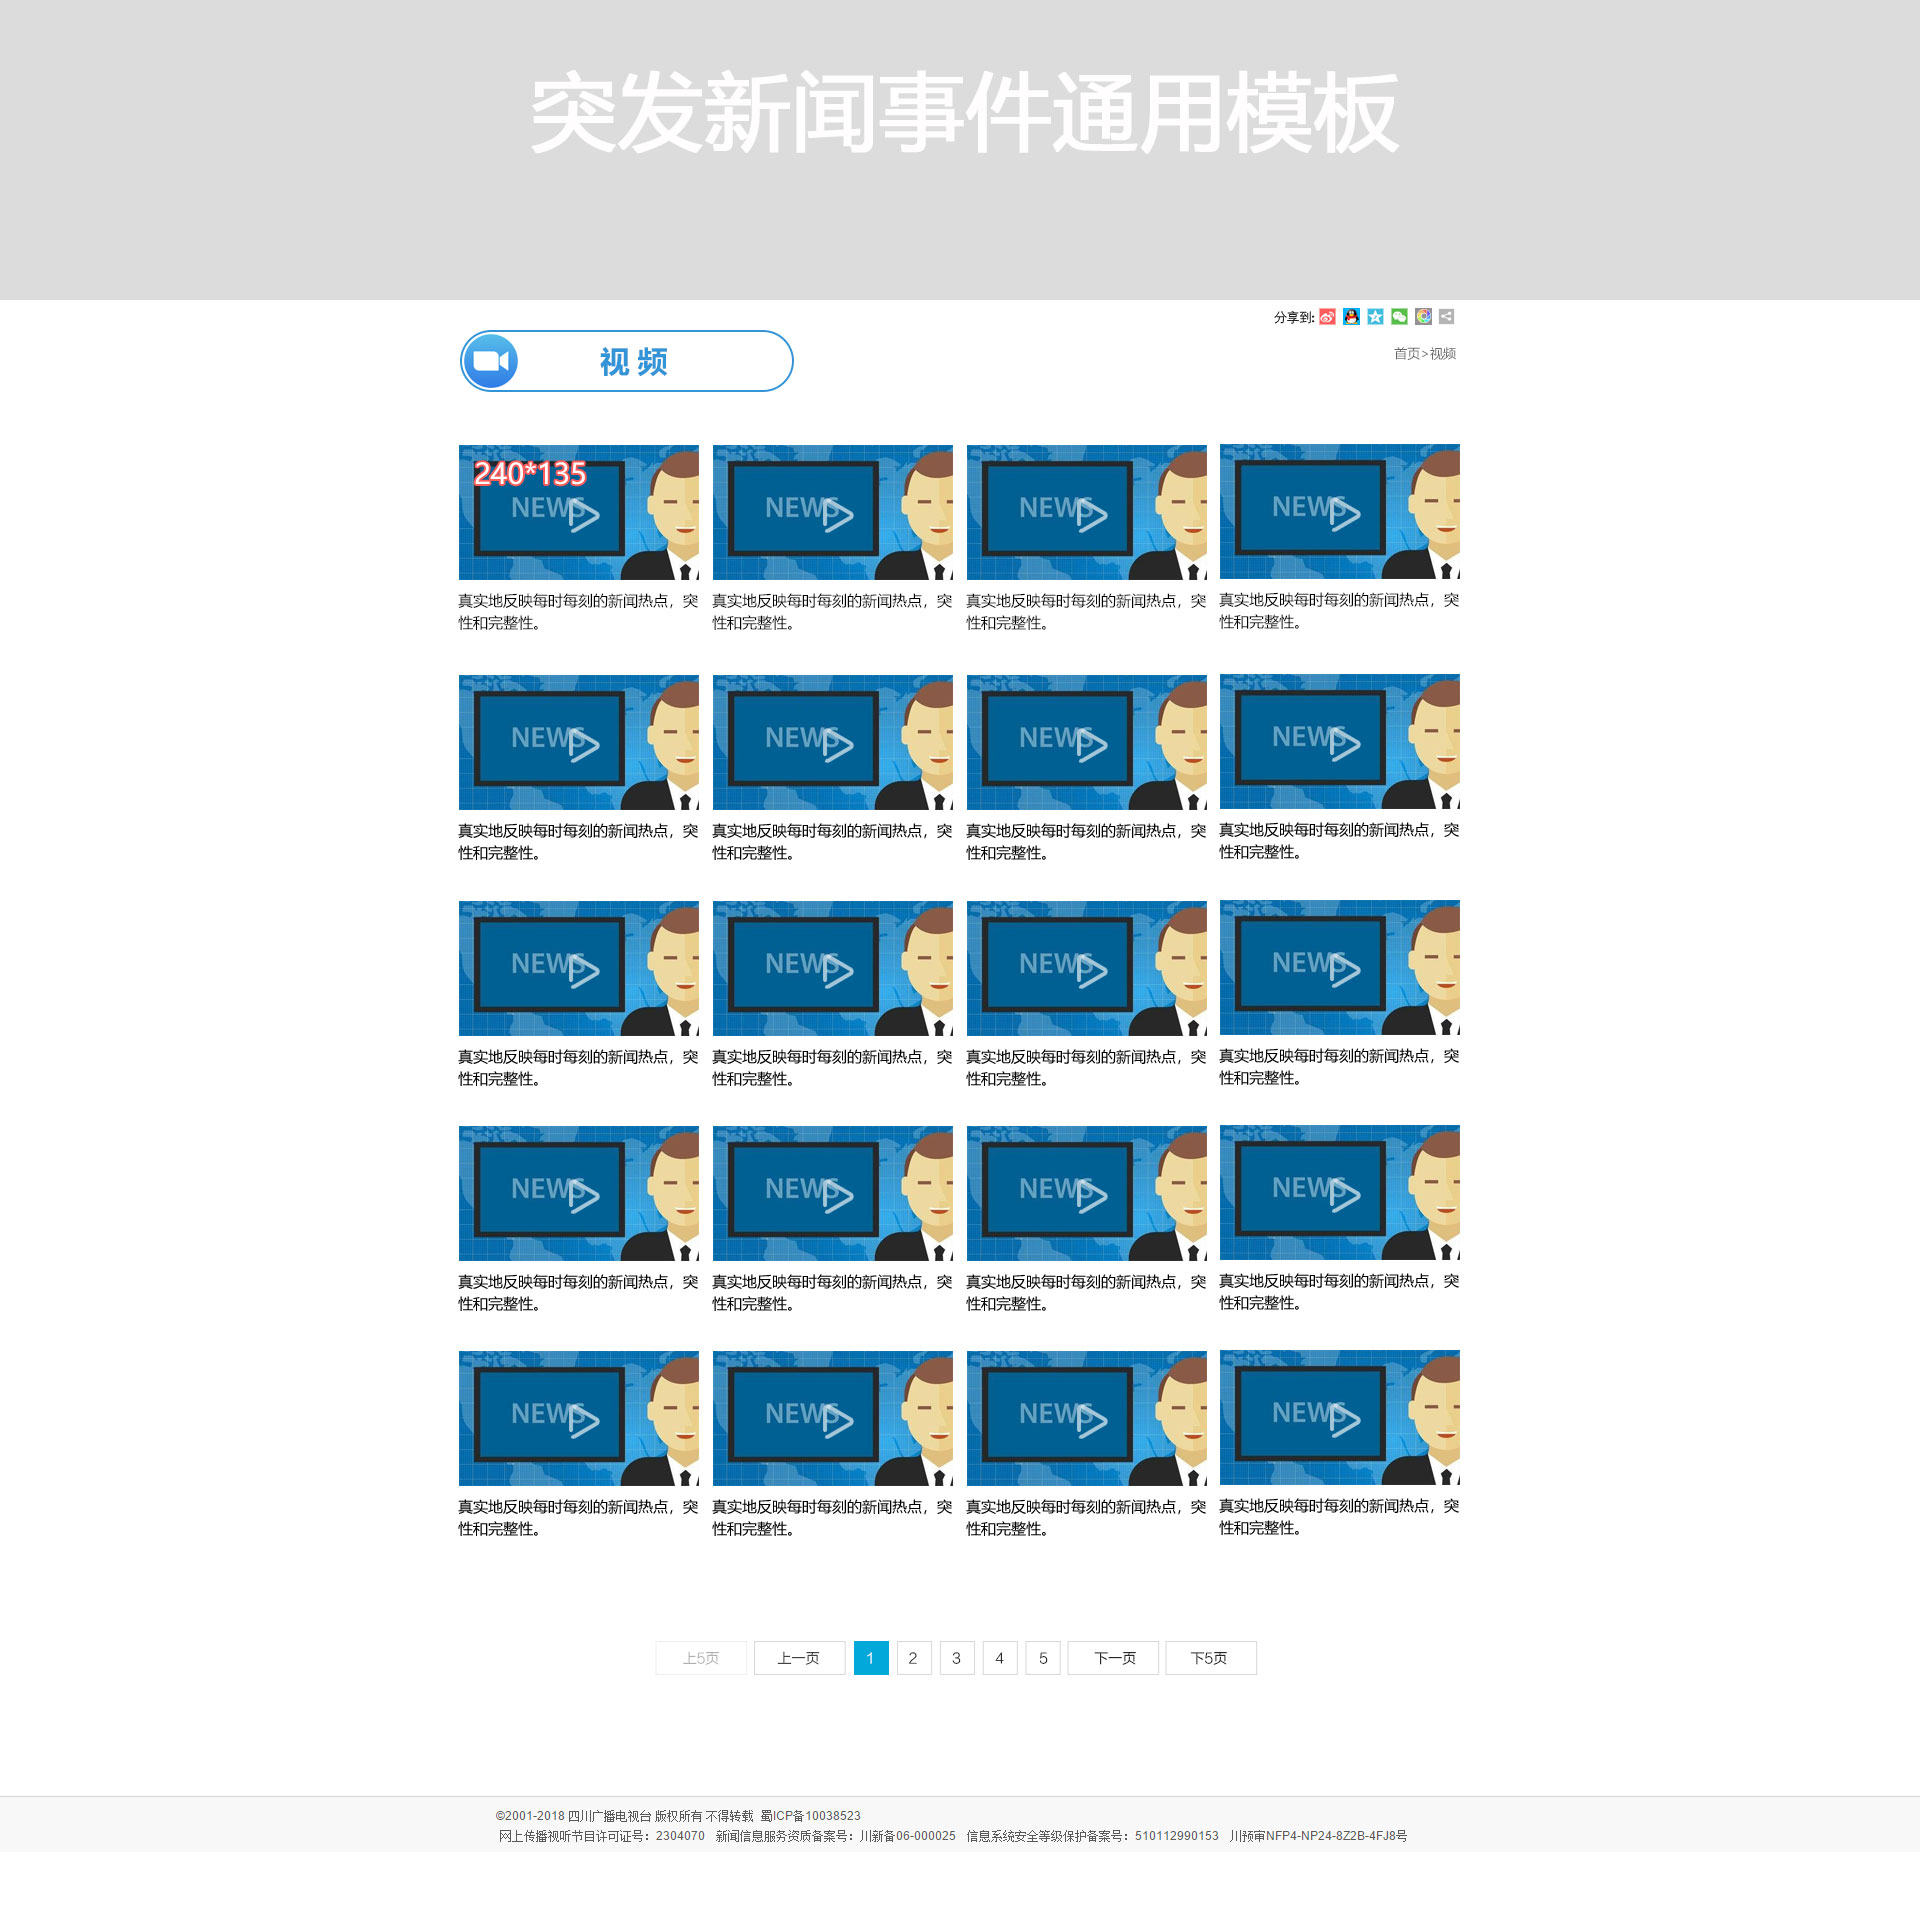 突发新闻事件通用模板
分享到:
视 频
首页>视频
240*135
NEWS NEWS NEWS NEWS
真实地反映每时每刻的新闻热点，突 真实地反映每时每刻的新闻热点，突 真实地反映每时每刻的新闻热点，突 真实地反映每时每刻的新闻热点，突
性和完整性。 性和完整性。 性和完整性。 性和完整性。
NEWS NEWS NEWS NEWS
真实地反映每时每刻的新闻热点，突 真实地反映每时每刻的新闻热点，突 真实地反映每时每刻的新闻热点，突 真实地反映每时每刻的新闻热点，突
性和完整性。 性和完整性。 性和完整性。 性和完整性。
NEWS NEWS NEWS NEWS
真实地反映每时每刻的新闻热点，突 真实地反映每时每刻的新闻热点，突 真实地反映每时每刻的新闻热点，突 真实地反映每时每刻的新闻热点，突
性和完整性。 性和完整性。 性和完整性。 性和完整性。
NEWS NEWS NEWS NEWS
真实地反映每时每刻的新闻热点，突 真实地反映每时每刻的新闻热点，突 真实地反映每时每刻的新闻热点，突 真实地反映每时每刻的新闻热点，突
性和完整性。 性和完整性。 性和完整性。 性和完整性。
NEWS NEWS NEWS NEWS
真实地反映每时每刻的新闻热点，突 真实地反映每时每刻的新闻热点，突 真实地反映每时每刻的新闻热点，突 真实地反映每时每刻的新闻热点，突
性和完整性。 性和完整性。 性和完整性。 性和完整性。
上5页 上一页 1 2 3 4 5 下一页 下5页
©2001-2018 四川广播电视台 版权所有 不得转载 蜀ICP备10038523
网上传播视听节目许可证号：2304070 新闻信息服务资质备案号：川新备06-000025 信息系统安全等级保护备案号：510112990153 川预审NFP4-NP24-8Z2B-4FJ8号